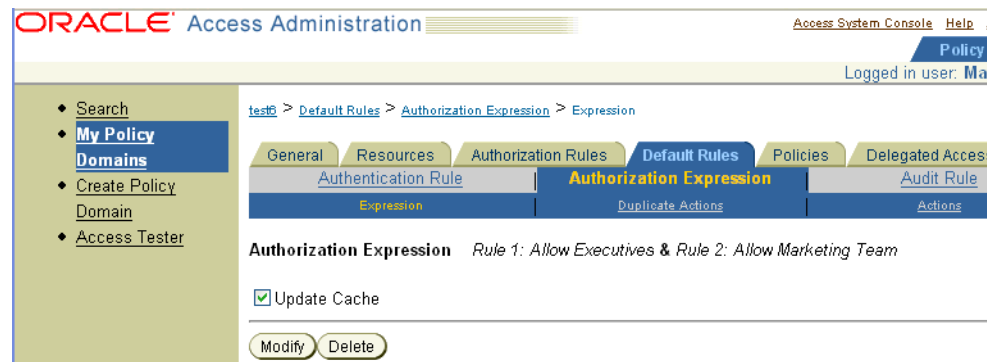 ORACLE Access Administration
Access System Console Help
Policy
Logged in user: Ma
Search
My Policy Domains
Create Policy Domain
Access Tester
test6 > Default Rules > Authorization Expression > Expression
General Resources Authorization Rules Default Rules Policies Delegated Access
Authentication Rule Authorization Expression Audit Rule
Expression Duplicate Actions Actions
Authorization Expression Rule 1: Allow Executives & Rule 2: Allow Marketing Team
Update Cache
Modify Delete